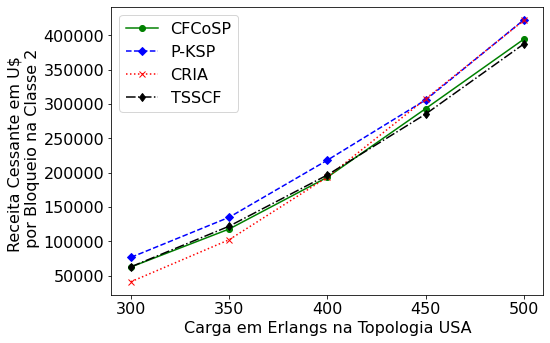 Receita Cessante em U$
por Bloqueio na Classe 2
400000
350000
300000
250000
200000
150000
100000
50000
CFCoSP
P-KSP
CRIA
TSSCF
300 350 400 450 500
Carga em Erlangs na Topologia USA